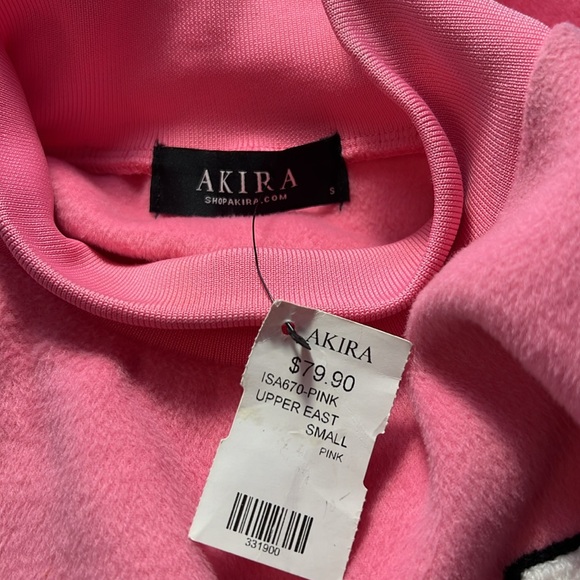 AKIRA
SHOPAKIRA.COM
S
AKIRA
$79.90
ISA670-PINK
UPPER EAST
SMALL
PINK
331900